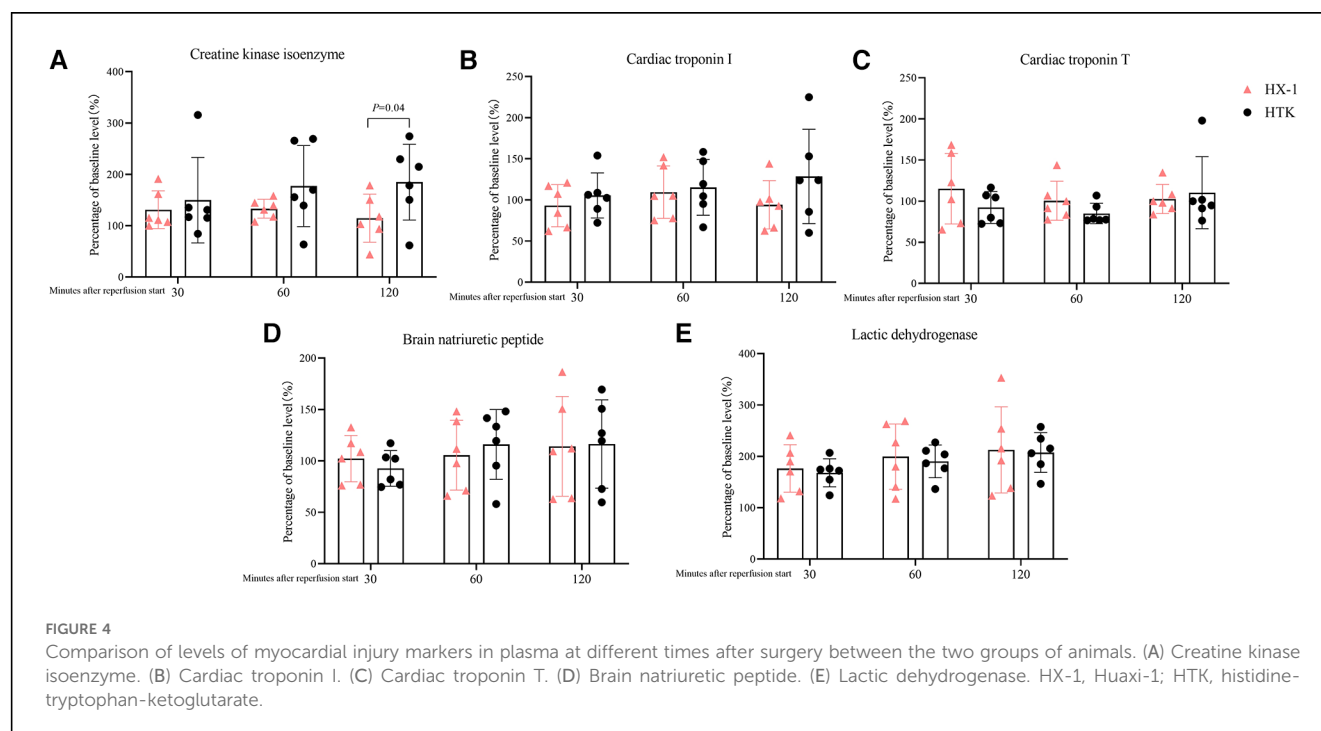 A
Creatine kinase isoenzyme
Percentage of baseline level (%)
400
300
200
100
0
P=0.04
Minutes after reperfusion start
30
60
120
B
Cardiac troponin I
Percentage of baseline level (%)
250
200
150
100
50
0
Minutes after reperfusion start
30
60
120
C
Cardiac troponin T
Percentage of baseline level (%)
250
200
150
100
50
0
Minutes after reperfusion start
30
60
120
HX-1
HTK
D
Brain natriuretic peptide
Percentage of baseline level (%)
200
150
100
50
0
Minutes after reperfusion start
30
60
120
E
Lactic dehydrogenase
Percentage of baseline level (%)
400
300
200
100
0
Minutes after reperfusion start
30
60
120
FIGURE 4
Comparison of levels of myocardial injury markers in plasma at different times after surgery between the two groups of animals. (A) Creatine kinase
isoenzyme. (B) Cardiac troponin I. (C) Cardiac troponin T. (D) Brain natriuretic peptide. (E) Lactic dehydrogenase. HX-1, Huaxi-1; HTK, histidine-
tryptophan-ketoglutarate.